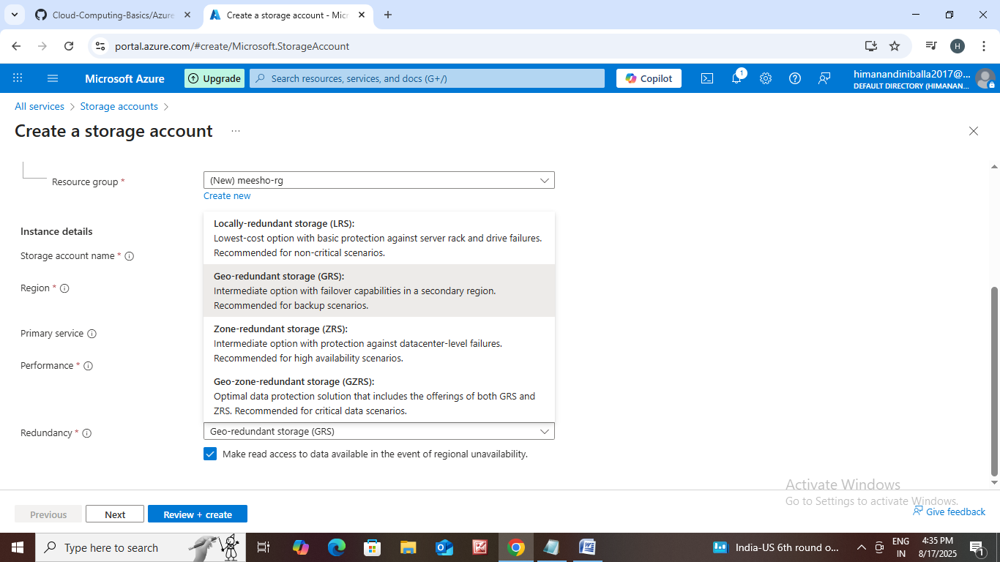 Cloud-Computing-Basics/Azure
Create a storage account - Micr
portal.azure.com/#create/Microsoft.StorageAccount
H
Microsoft Azure
Upgrade
Search resources, services, and docs (G+/)
Copilot
1
himanandiniballa2017@...
DEFAULT DIRECTORY (HIMANAN...
All services > Storage accounts >
Create a storage account ...
Resource group *
(New) meesho-rg
Create new
Instance details
Storage account name *
Region *
Primary service
Performance *
Locally-redundant storage (LRS):
Lowest-cost option with basic protection against server rack and drive failures.
Recommended for non-critical scenarios.
Geo-redundant storage (GRS):
Intermediate option with failover capabilities in a secondary region.
Recommended for backup scenarios.
Zone-redundant storage (ZRS):
Intermediate option with protection against datacenter-level failures.
Recommended for high availability scenarios.
Geo-zone-redundant storage (GZRS):
Optimal data protection solution that includes the offerings of both GRS and
ZRS. Recommended for critical data scenarios.
Redundancy *
Geo-redundant storage (GRS)
Make read access to data available in the event of regional unavailability.
Activate Windows
Go to Settings to activate Windows.
Previous
Next
Review + create
Give feedback
Type here to search
India-US 6th round o...
ENG
IN
4:35 PM
8/17/2025
1